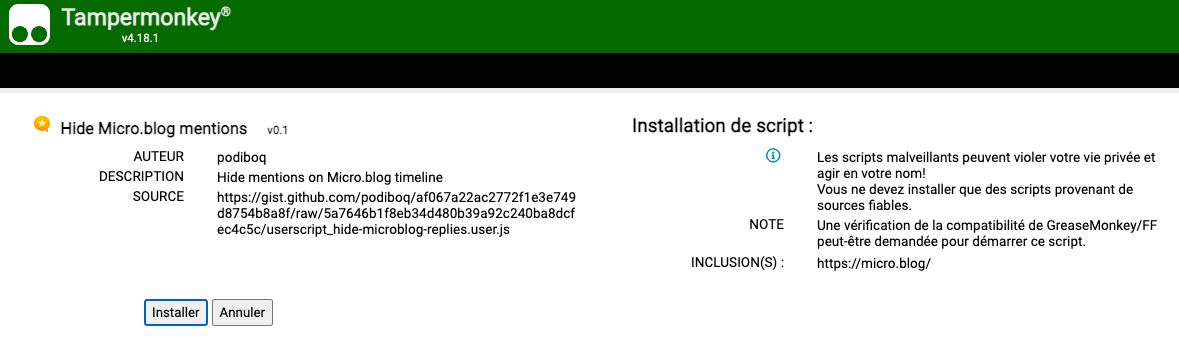 Tampermonkey®
v4.18.1
Hide Micro.blog mentions v0.1
AUTEUR podiboq
DESCRIPTION Hide mentions on Micro.blog timeline
SOURCE https://gist.github.com/podiboq/af067a22ac2772f1e3e749
d8754b8a8f/raw/5a7646b1f8eb34d480b39a92c240ba8dcf
ec4c5c/userscript_hide-microblog-replies.user.js
Installer Annuler
Installation de script :
Les scripts malveillants peuvent violer votre vie privée et
agir en votre nom!
Vous ne devez installer que des scripts provenant de
sources fiables.
NOTE Une vérification de la compatibilité de GreaseMonkey/FF
peut-être demandée pour démarrer ce script.
INCLUSION(S) : https://micro.blog/